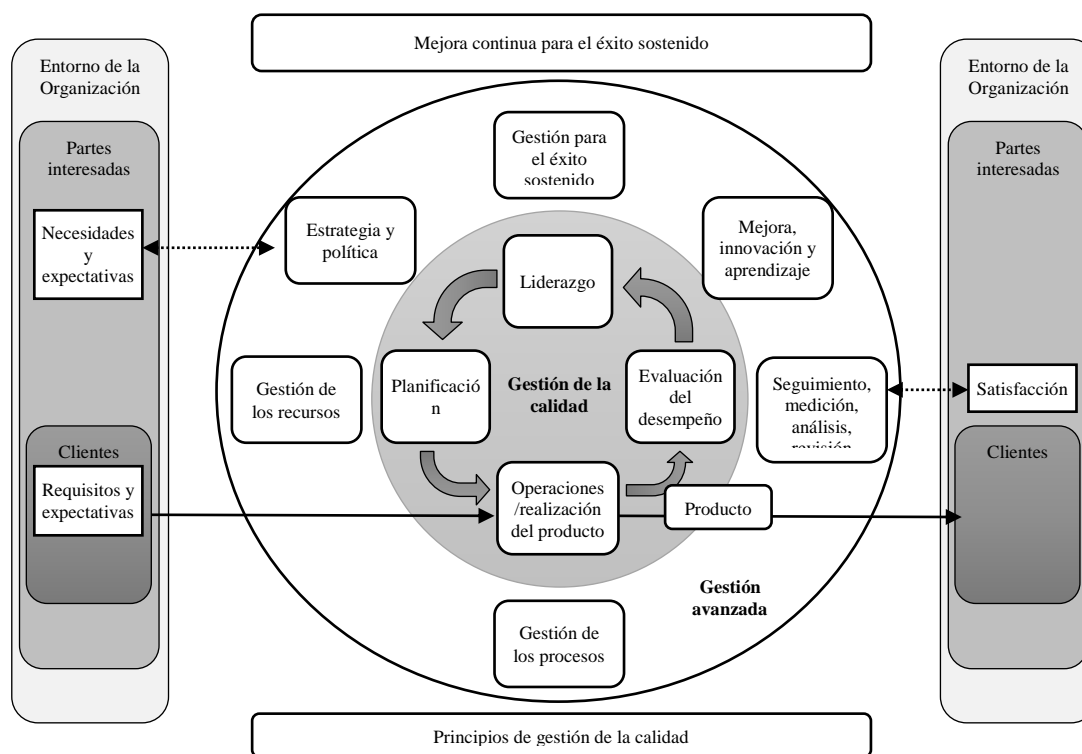 Mejora continua para el éxito sostenido
Entorno de la
Organización
Partes
interesadas
Necesidades
y
expectativas
Clientes
Requisitos y
expectativas
Gestión para
el éxito
sostenido
Estrategia y
política
Mejora,
innovación y
aprendizaje
Liderazgo
Gestión de
los recursos
Planificació
n
Gestión de la
calidad
Evaluación
del
desempeño
Seguimiento,
medición,
análisis,
revisión
Operaciones
/realización
del producto
Producto
Gestión
avanzada
Gestión de
los procesos
Entorno de la
Organización
Partes
interesadas
Satisfacción
Clientes
Principios de gestión de la calidad